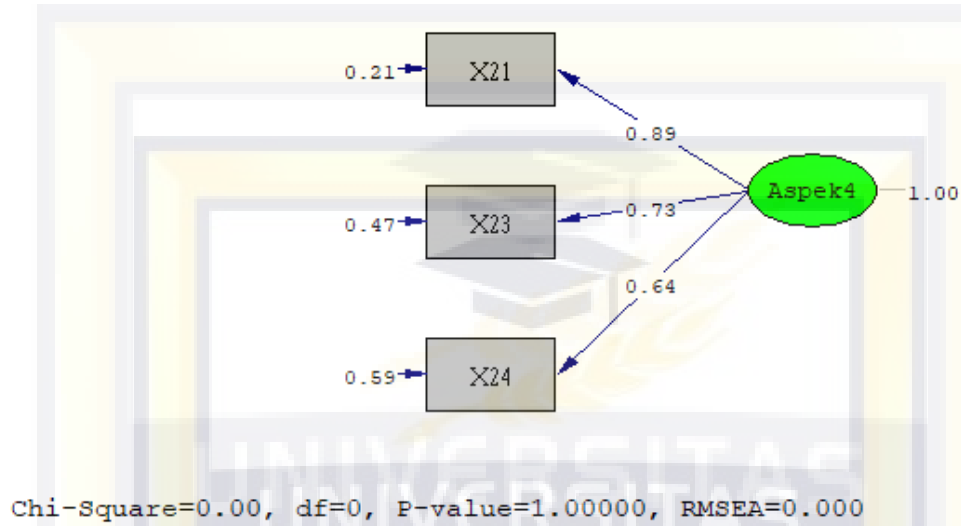 0.21
X21
0.89
Aspek4
1.00
0.73
0.47
X23
0.64
0.59
X24
UNIVERSITAS
UNIVERSITAS
Chi-Square=0.00, df=0, P-value=1.00000, RMSEA=0.000